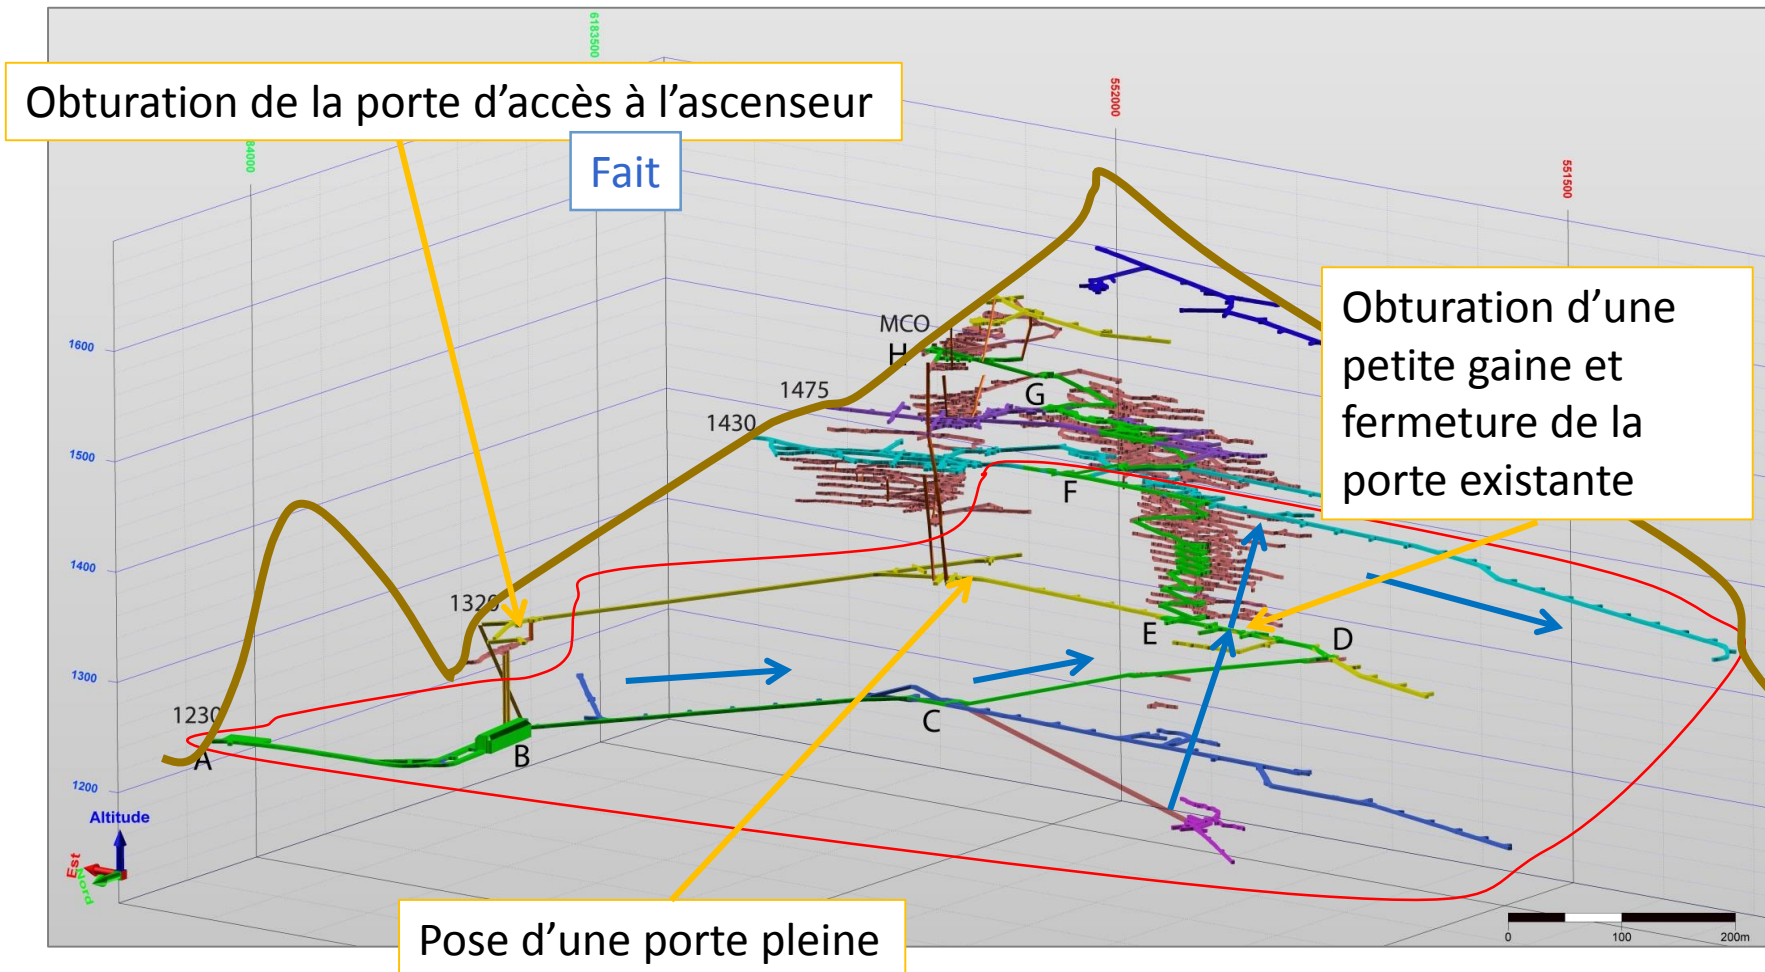 6183500
Obturation de la porte d'accès à l'ascenseur
84000
Fait
552000
551500
Obturation d'une
petite gaine et
fermeture de la
porte existante
1600
MCO
H
1475
G
1430
1500
F
1400
1320
E
D
1300
1230
A
B
C
1200
Altitude
Est
Nord
Pose d'une porte pleine
0 100 200m